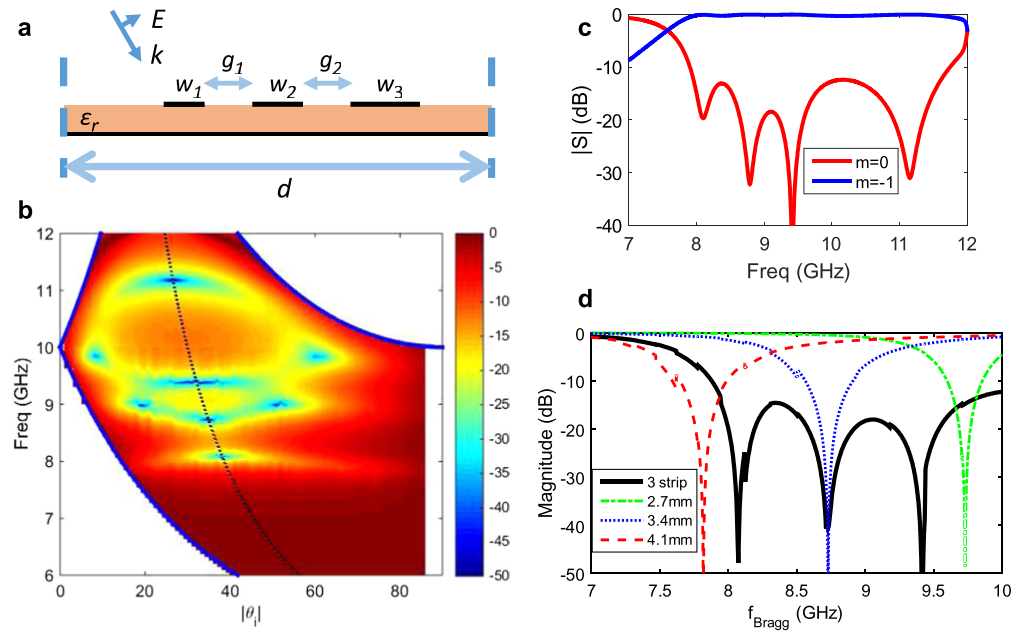 a
E
k
w1 g1 w2 g2 w3
εr
d
b
Freq (GHz)
12
11
10
9
8
7
6
0 20 40 60 80
|θi|
0
-5
-10
-15
-20
-25
-30
-35
-40
-45
-50
c
|S| (dB)
0
-10
-20
-30
-40
7 8 9 10 11 12
Freq (GHz)
m=0
m=-1
d
Magnitude (dB)
0
-10
-20
-30
-40
-50
7 7.5 8 8.5 9 9.5 10
fBragg
(GHz)
3 strip
2.7mm
3.4mm
4.1mm